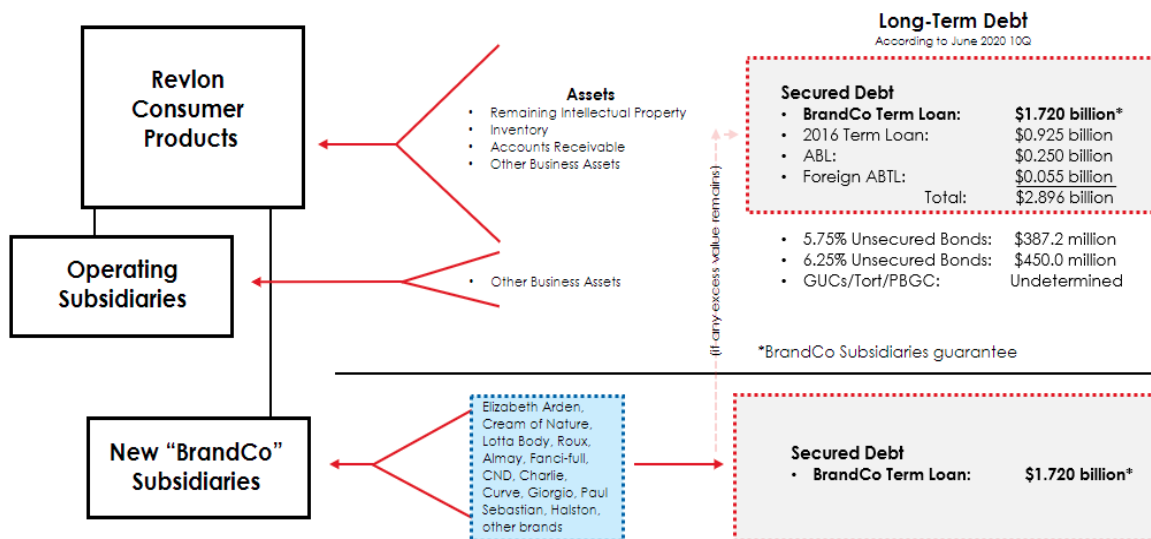 Long-Term Debt
According to June 2020 10Q
Revlon
Consumer
Products
Assets
• Remaining Intellectual Property
• Inventory
• Accounts Receivable
• Other Business Assets
Secured Debt
• BrandCo Term Loan: $1.720 billion*
• 2016 Term Loan: $0.925 billion
• ABL: $0.250 billion
• Foreign ABTL: $0.055 billion
Total: $2.896 billion
Operating
Subsidiaries
• Other Business Assets
• 5.75% Unsecured Bonds: $387.2 million
• 6.25% Unsecured Bonds: $450.0 million
• GUCs/Tort/PBGC: Undetermined
(if any excess value remains)
*BrandCo Subsidiaries guarantee
New “BrandCo”
Subsidiaries
Elizabeth Arden,
Cream of Nature,
Lotta Body, Roux,
Almay, Fanci-full,
CND, Charlie,
Curve, Giorgio, Paul
Sebastian, Halston,
other brands
Secured Debt
• BrandCo Term Loan: $1.720 billion*